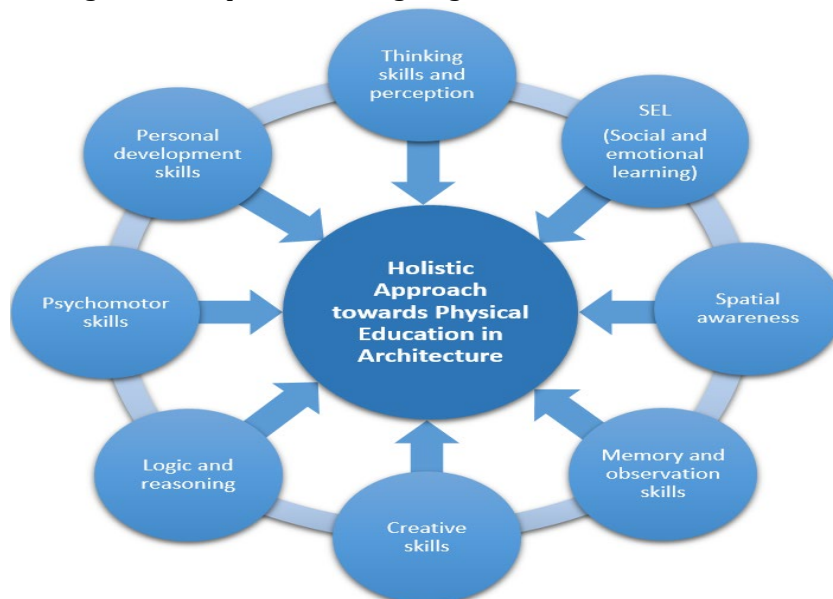 Thinking
skills and
perception
SEL
(Social and
emotional
learning)
Spatial
awareness
Memory and
observation
skills
Creative
skills
Logic and
reasoning
Psychomotor
skills
Personal
development
skills
Holistic
Approach
towards Physical
Education in
Architecture